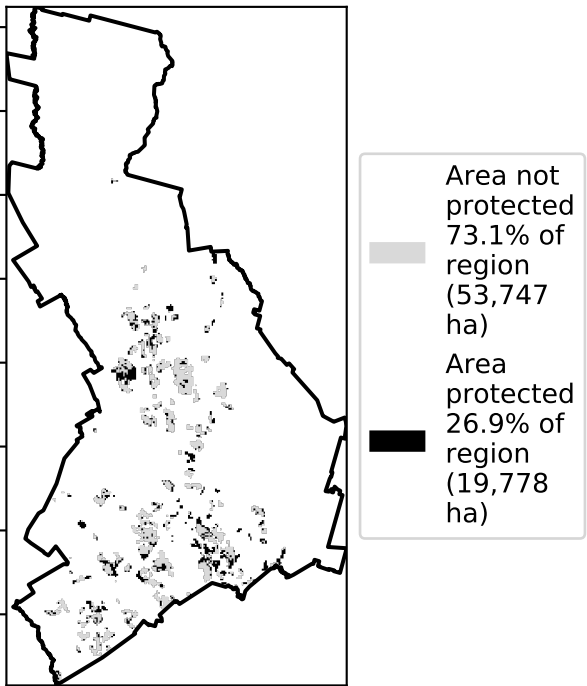 Area not
protected
73.1% of
region
(53,747
ha)
Area
protected
26.9% of
region
(19,778
ha)